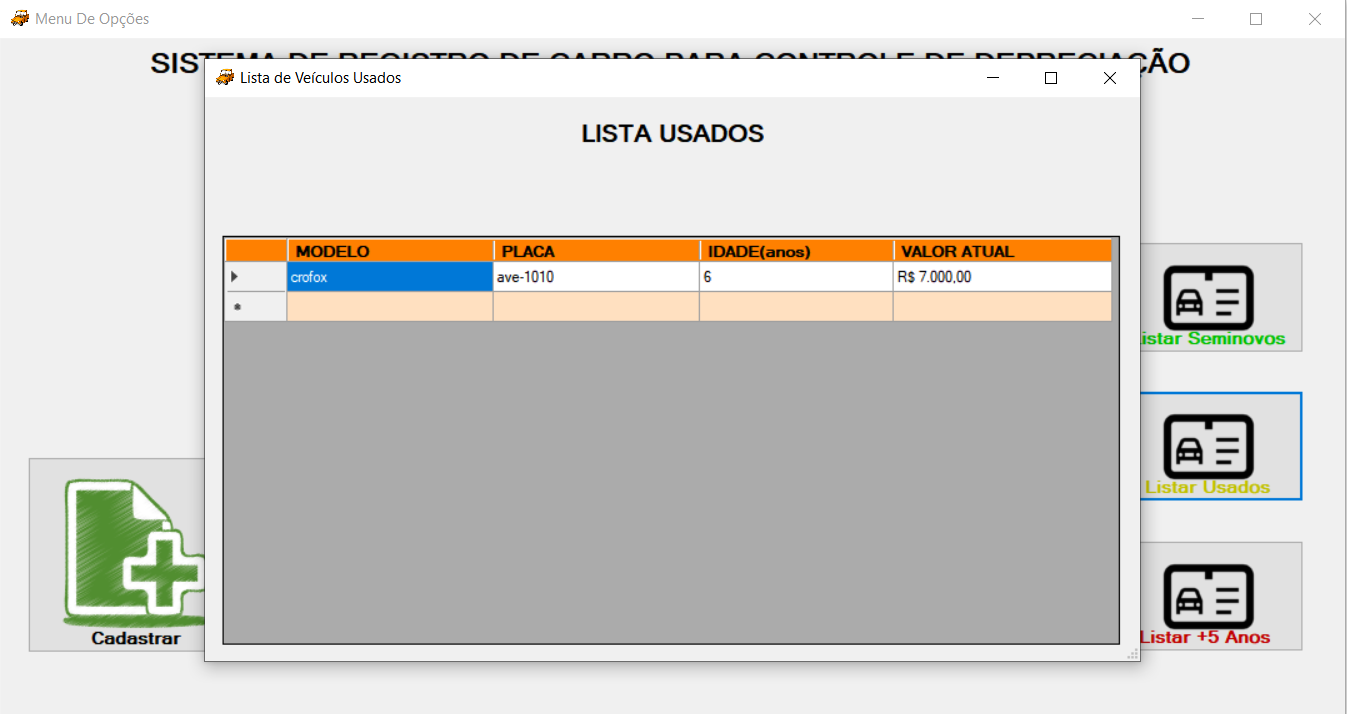 Menu De Opções
SISTEMA DE REGISTRO DE CARRO PARA CONTROLE DE DEPRECIAÇÃO
Lista de Veículos Usados
LISTA USADOS
MODELO PLACA IDADE(anos) VALOR ATUAL
crofox ave-1010 6 R$ 7.000,00
Listar Seminovos
Listar Usados
Cadastrar
Listar +5 Anos